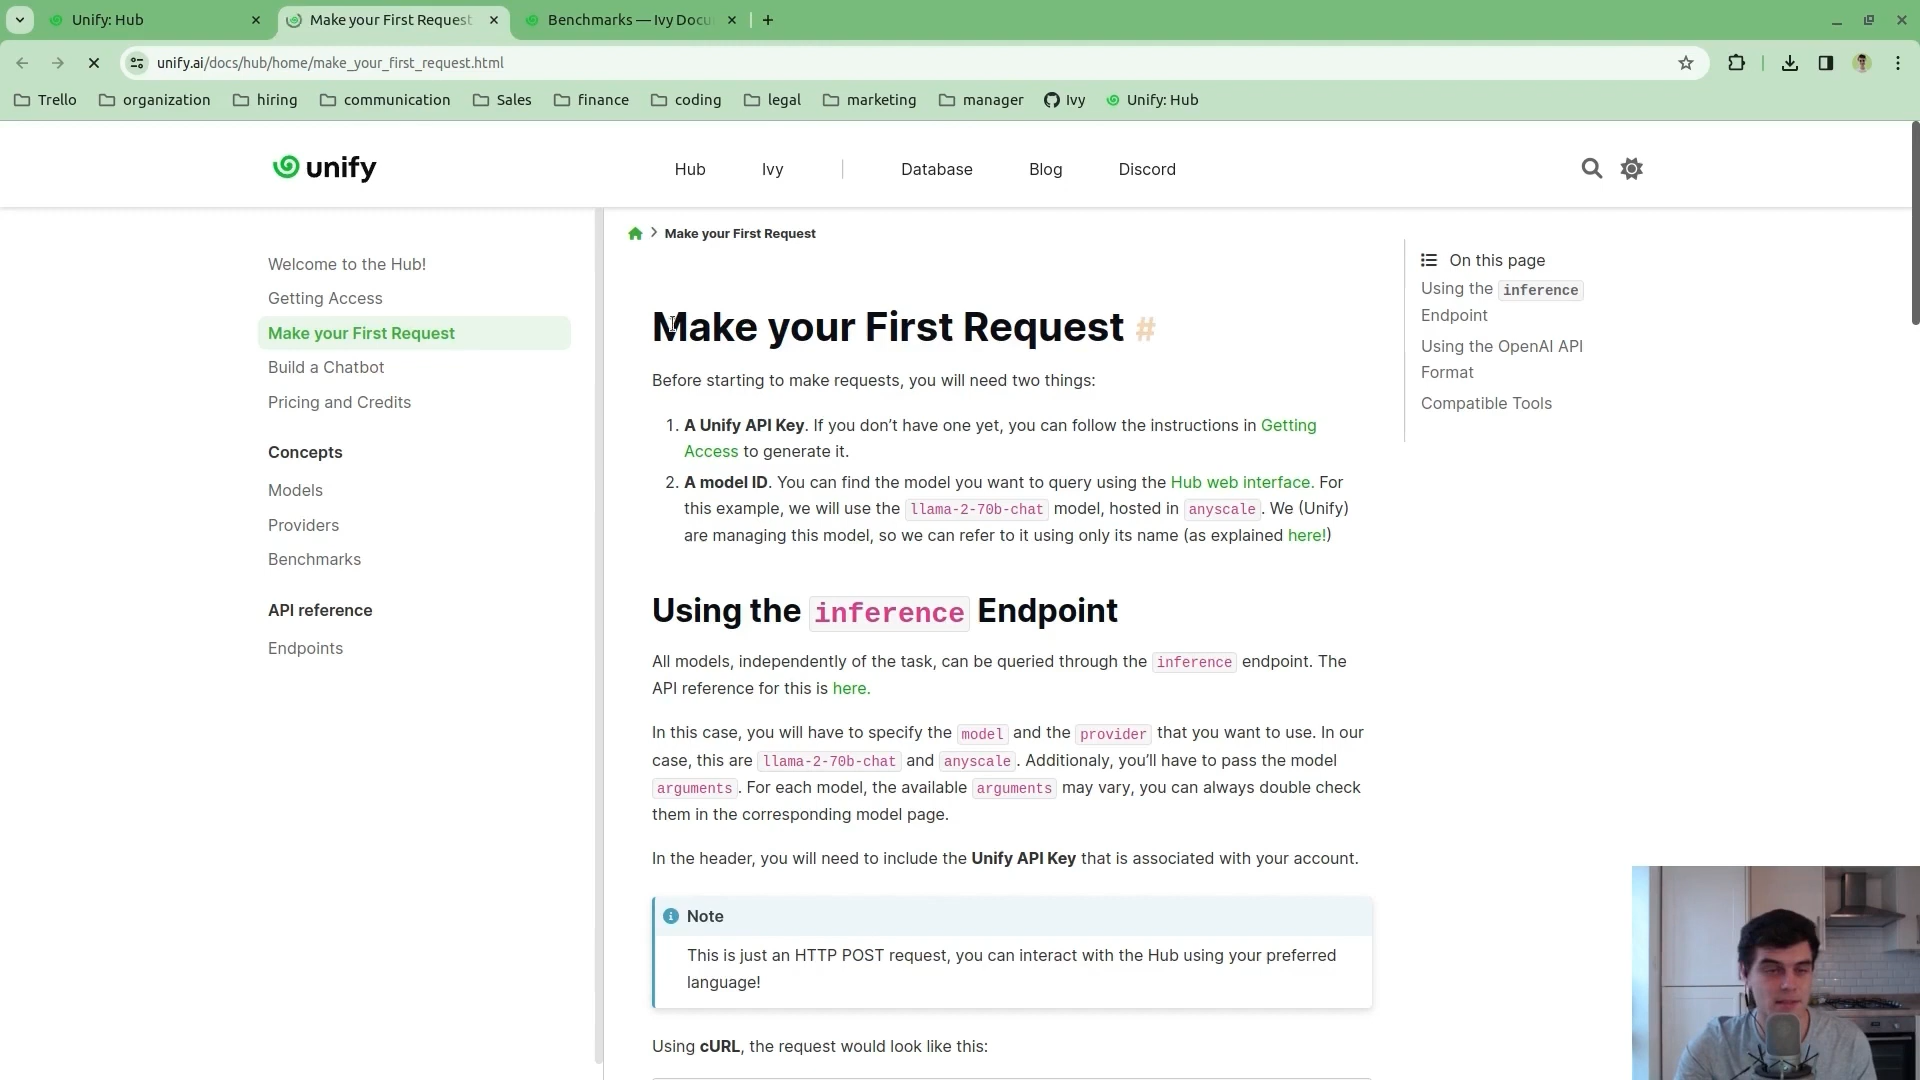 Unify: Hub
Make your First Request
Benchmarks — Ivy Docu
unify.ai/docs/hub/home/make_your_first_request.html
Trello
organization
hiring
communication
Sales
finance
coding
legal
marketing
manager
Ivy
Unify: Hub
unify
Hub
Ivy
Database
Blog
Discord
Welcome to the Hub!
Getting Access
Make your First Request
Build a Chatbot
Pricing and Credits
Concepts
Models
Providers
Benchmarks
API reference
Endpoints
Make your First Request
Make your First Request #
Before starting to make requests, you will need two things:
1. A Unify API Key. If you don’t have one yet, you can follow the instructions in Getting
Access to generate it.
2. A model ID. You can find the model you want to query using the Hub web interface. For
this example, we will use the llama-2-70b-chat model, hosted in anyscale. We (Unify)
are managing this model, so we can refer to it using only its name (as explained here!)
Using the inference Endpoint
All models, independently of the task, can be queried through the inference endpoint. The
API reference for this is here.
In this case, you will have to specify the model and the provider that you want to use. In our
case, this are llama-2-70b-chat and anyscale. Additionaly, you’ll have to pass the model
arguments. For each model, the available arguments may vary, you can always double check
them in the corresponding model page.
In the header, you will need to include the Unify API Key that is associated with your account.
Note
This is just an HTTP POST request, you can interact with the Hub using your preferred
language!
Using cURL, the request would look like this:
On this page
Using the inference
Endpoint
Using the OpenAI API
Format
Compatible Tools